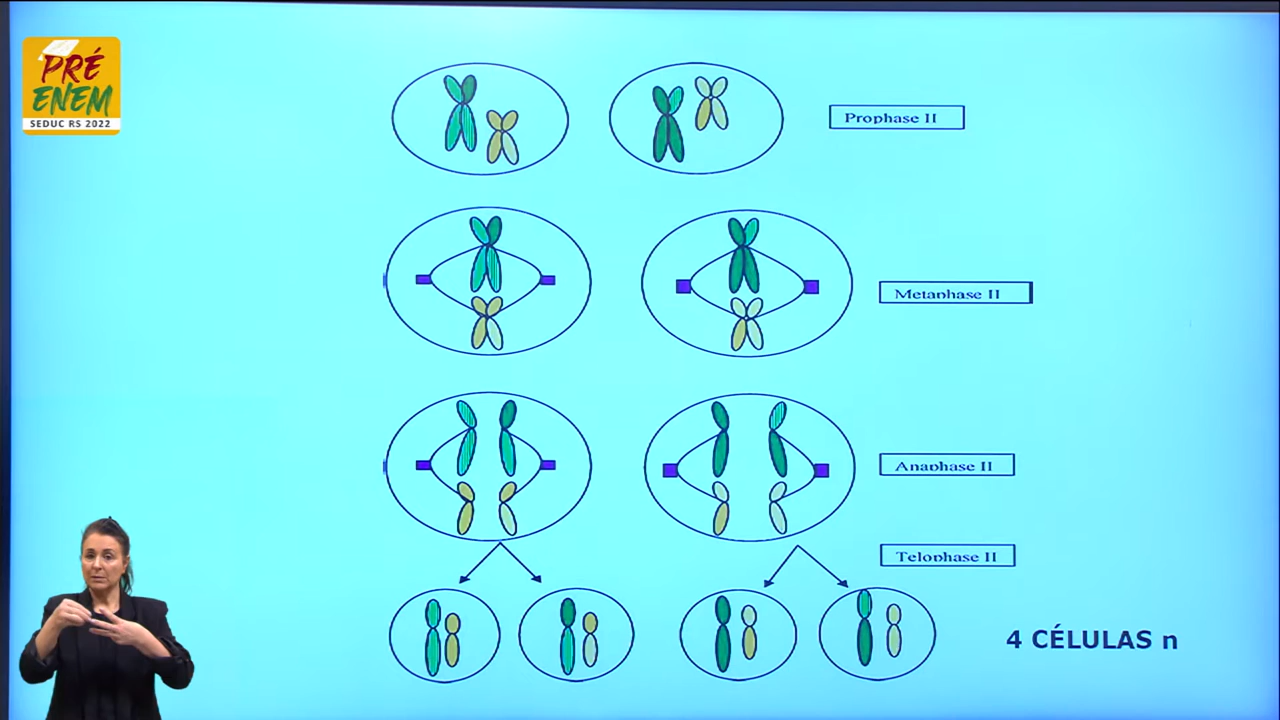 PRÉ
ENEM
SEDUC RS 2022
Prophase II
Metaphase II
Anaphase II
Telophase II
4 CÉLULAS n